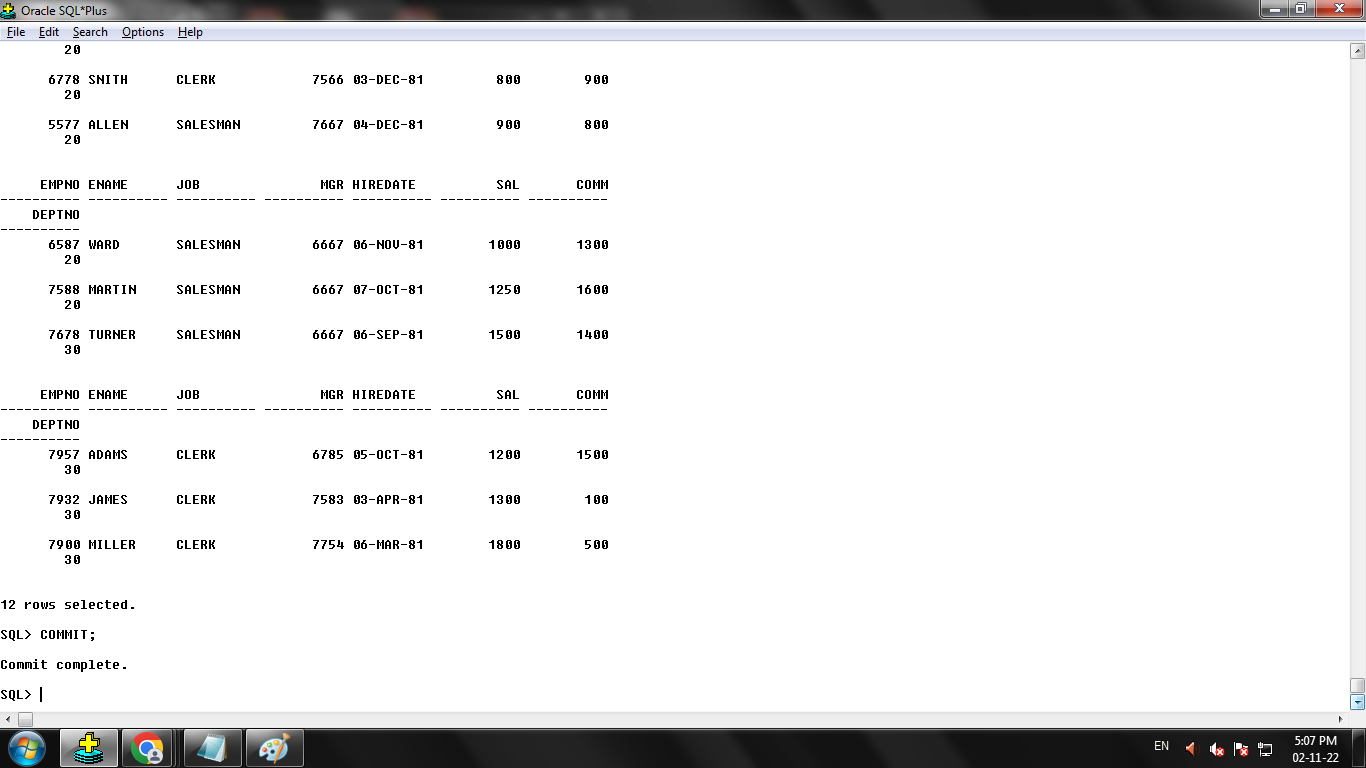 Oracle SQL*Plus
File Edit Search Options Help
20
6778 SNITH CLERK 7566 03-DEC-81 800 900
20
5577 ALLEN SALESMAN 7667 04-DEC-81 900 800
20
EMPNO ENAME JOB MGR HIREDATE SAL COMM
---------- ---------- ---------- ---------- ---------- ---------- ----------
DEPTNO
----------
6587 WARD SALESMAN 6667 06-NOV-81 1000 1300
20
7588 MARTIN SALESMAN 6667 07-OCT-81 1250 1600
20
7678 TURNER SALESMAN 6667 06-SEP-81 1500 1400
30
EMPNO ENAME JOB MGR HIREDATE SAL COMM
---------- ---------- ---------- ---------- ---------- ---------- ----------
DEPTNO
----------
7957 ADAMS CLERK 6785 05-OCT-81 1200 1500
30
7932 JAMES CLERK 7583 03-APR-81 1300 100
30
7900 MILLER CLERK 7754 06-MAR-81 1800 500
30
12 rows selected.
SQL> COMMIT;
Commit complete.
SQL>
EN
5:07 PM
02-11-22